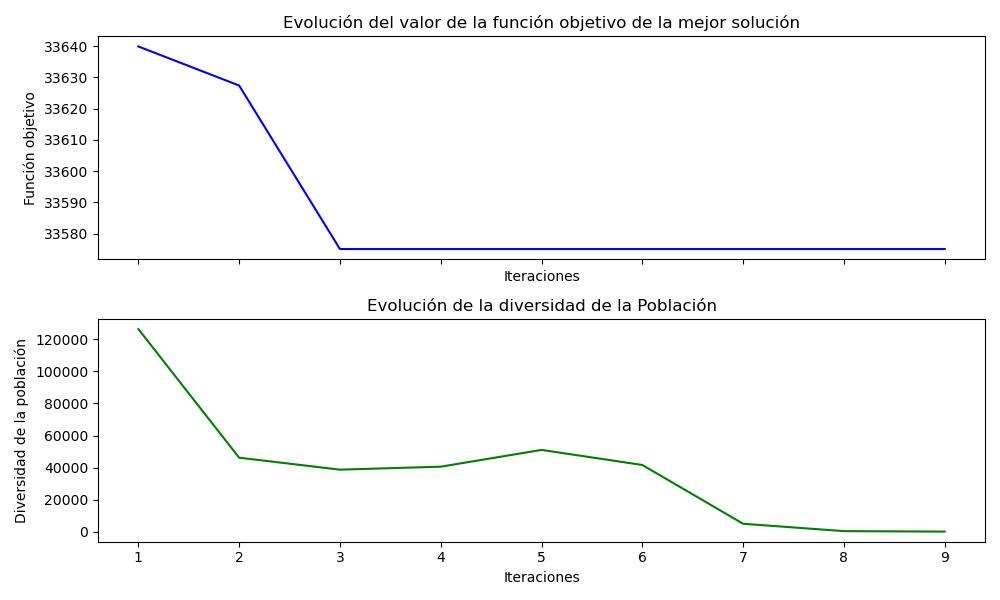 Evolución del valor de la función objetivo de la mejor solución
33640
33630
33620
33610
33600
33590
33580
Función objetivo
Iteraciones
Evolución de la diversidad de la Población
120000
100000
80000
60000
40000
20000
0
Diversidad de la población
1 2 3 4 5 6 7 8 9
Iteraciones